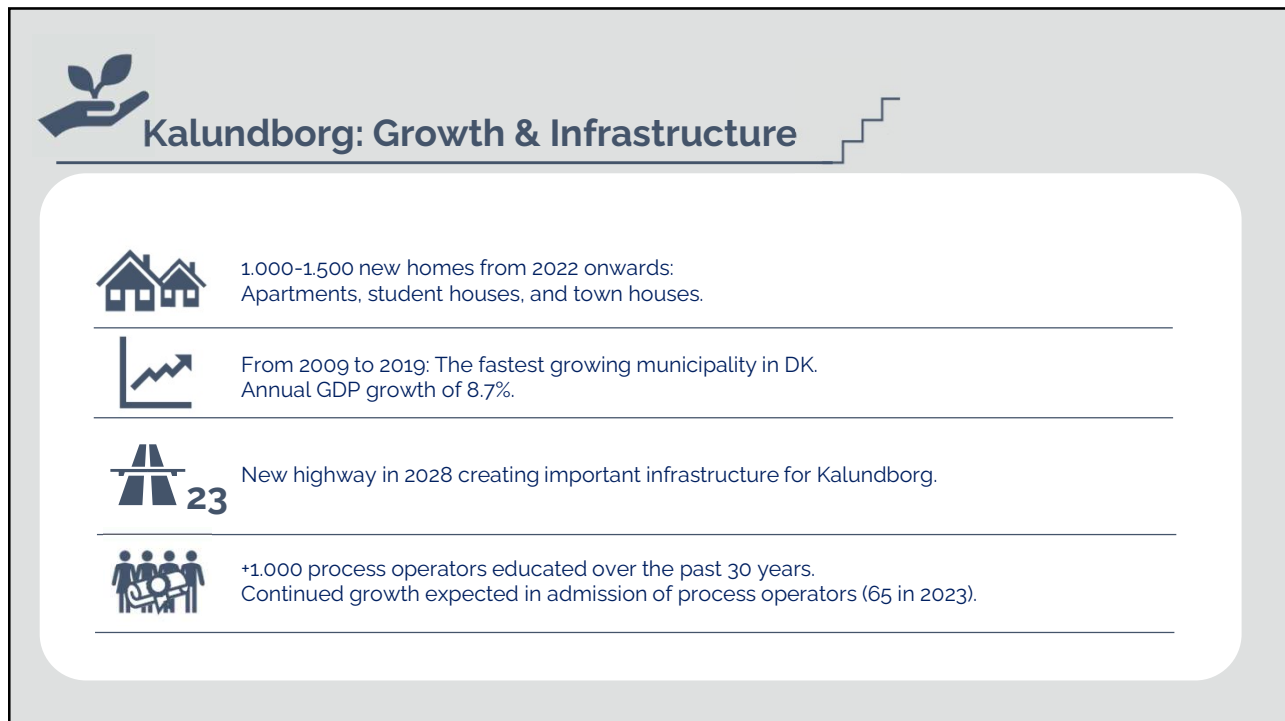 Kalundborg: Growth & Infrastructure
1.000-1.500 new homes from 2022 onwards:
Apartments, student houses, and town houses.
From 2009 to 2019: The fastest growing municipality in DK.
Annual GDP growth of 8.7%.
23
New highway in 2028 creating important infrastructure for Kalundborg.
+1.000 process operators educated over the past 30 years.
Continued growth expected in admission of process operators (65 in 2023).